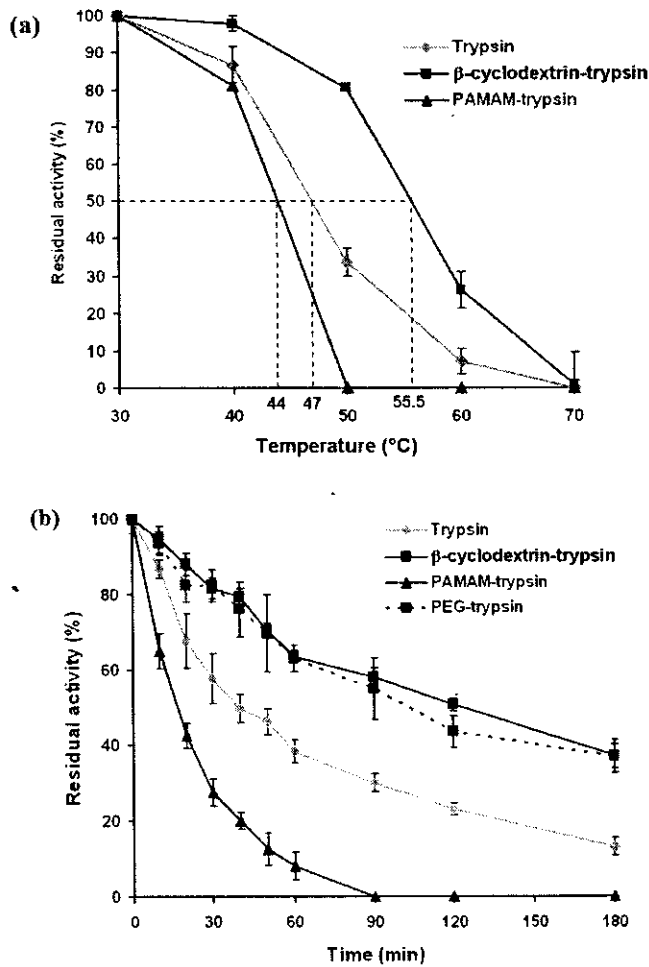 (a)
100
90
80
70
60
50
40
30
20
10
0
Residual activity (%)
Trypsin
β-cyclodextrin-trypsin
PAMAM-trypsin
44
47
55.5
30
40
50
60
70
Temperature (°C)
(b)
100
80
60
40
20
0
Residual activity (%)
Trypsin
β-cyclodextrin-trypsin
PAMAM-trypsin
PEG-trypsin
0
30
60
90
120
150
180
Time (min)